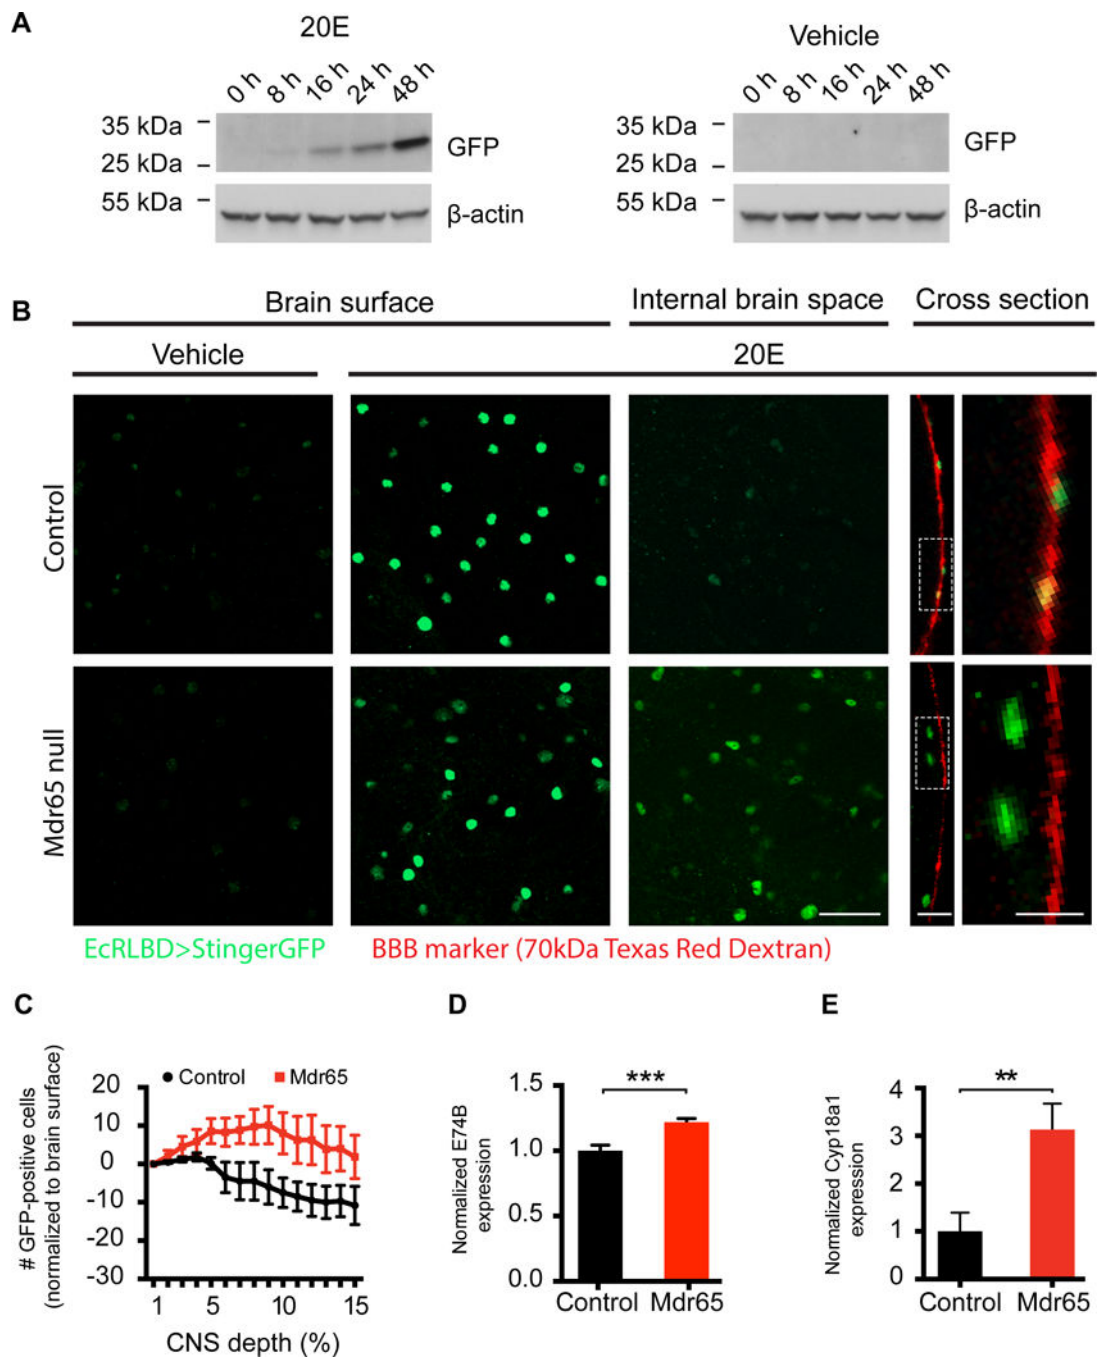 A
20E
0 h 8 h 16 h 24 h 48 h
35 kDa
25 kDa
GFP
55 kDa
β-actin
Vehicle
0 h 8 h 16 h 24 h 48 h
35 kDa
25 kDa
GFP
55 kDa
β-actin
B
Brain surface
Internal brain space
Cross section
Vehicle
20E
Control
Mdr65 null
EcRLBD>StingerGFP
BBB marker (70kDa Texas Red Dextran)
C
# GFP-positive cells
(normalized to brain surface)
Control
Mdr65
20
10
0
-10
-20
-30
1 5 10 15
CNS depth (%)
D
Normalized E74B
expression
1.5
1.0
0.5
0.0
***
Control Mdr65
E
Normalized Cyp18a1
expression
4
3
2
1
0
**
Control Mdr65